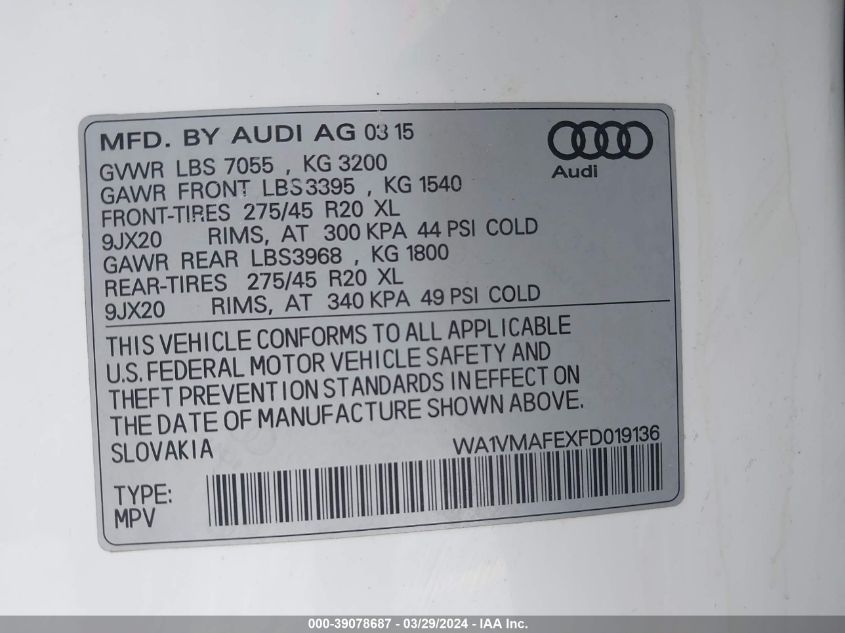 MFD. BY AUDI AG 03 15
Audi
GVWR LBS 7055 , KG 3200
GAWR FRONT LBS3395 , KG 1540
FRONT-TIRES 275/45 R20 XL
9JX20 RIMS, AT 300 KPA 44 PSI COLD
GAWR REAR LBS3968 , KG 1800
REAR-TIRES 275/45 R20 XL
9JX20 RIMS, AT 340 KPA 49 PSI COLD
THIS VEHICLE CONFORMS TO ALL APPLICABLE
U.S. FEDERAL MOTOR VEHICLE SAFETY AND
THEFT PREVENTION STANDARDS IN EFFECT ON
THE DATE OF MANUFACTURE SHOWN ABOVE.
SLOVAKIA WA1VMAFEXFD019136
TYPE:
MPV
000-39078687 - 03/29/2024 - IAA Inc.